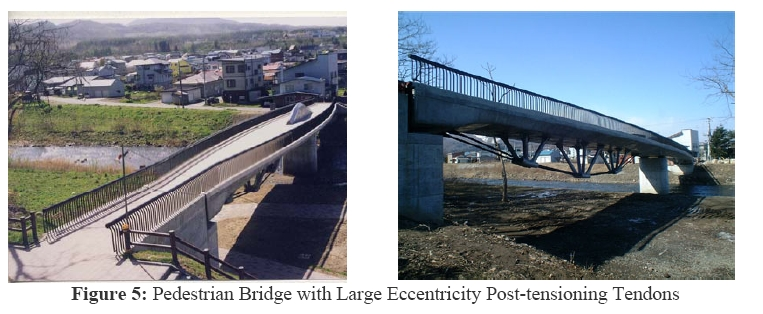 Figure 5: Pedestrian Bridge with Large Eccentricity Post-tensioning Tendons